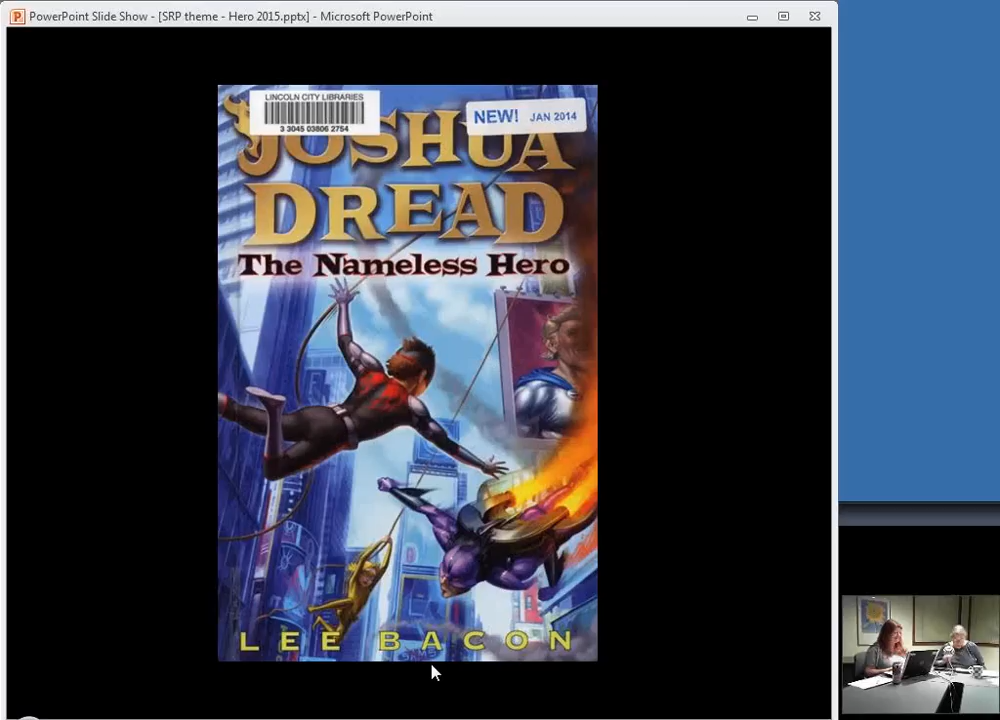 PowerPoint Slide Show - [SRP theme - Hero 2015.pptx] - Microsoft PowerPoint
LINCOLN CITY LIBRARIES
3 3045 03806 2754
NEW! JAN 2014
JOSHUA
DREAD
The Nameless Hero
LEE BACON